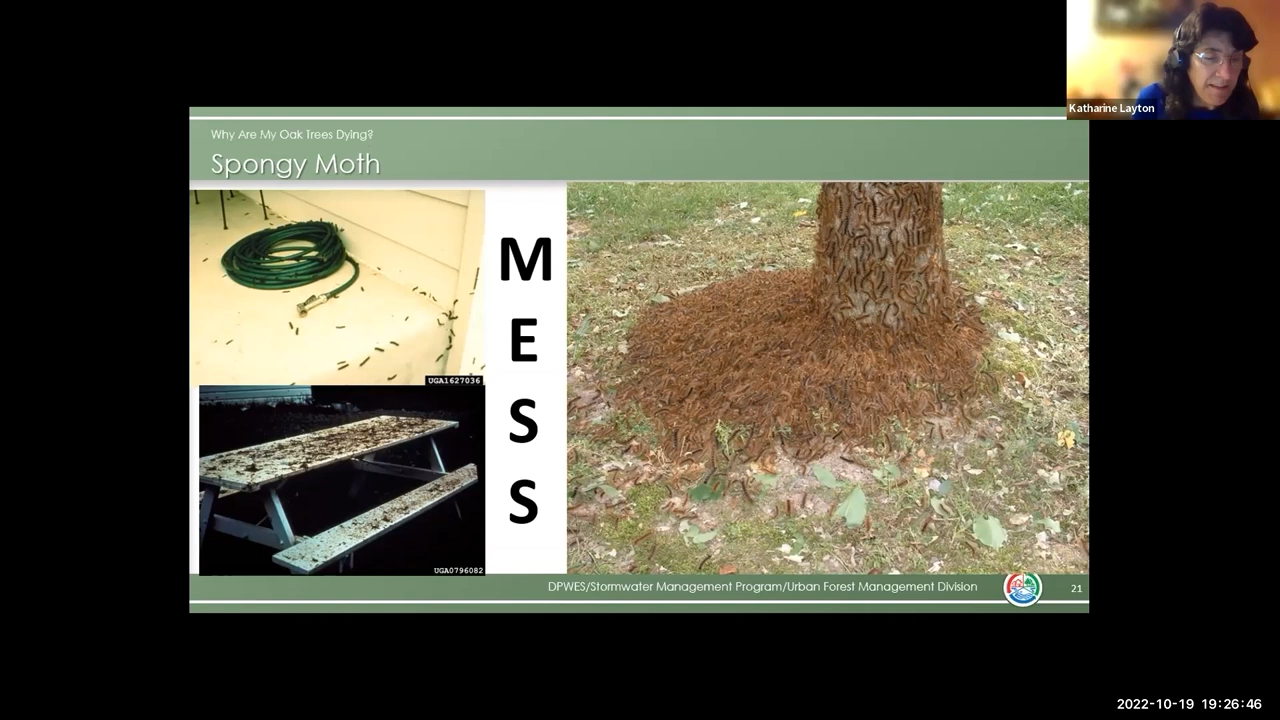 Katharine Layton
Why Are My Oak Trees Dying?
Spongy Moth
M
E
S
S
UGA1627036
UGA0796082
DPWES/Stormwater Management Program/Urban Forest Management Division
21
2022-10-19 19:26:46